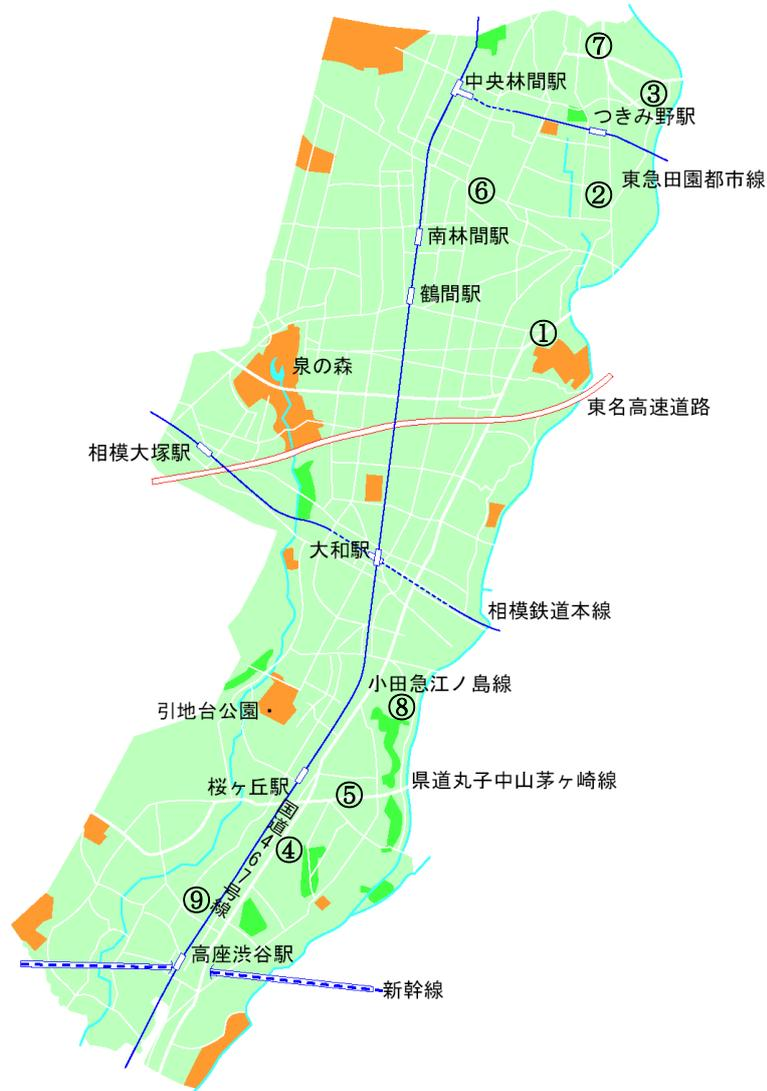 ⑦
中央林間駅
③
つきみ野駅
東急田園都市線
⑥
②
南林間駅
鶴間駅
①
泉の森
東名高速道路
相模大塚駅
大和駅
相模鉄道本線
小田急江ノ島線
⑧
引地台公園・
桜ヶ丘駅
県道丸子中山茅ヶ崎線
⑤
国道467号線
④
⑨
高座渋谷駅
新幹線